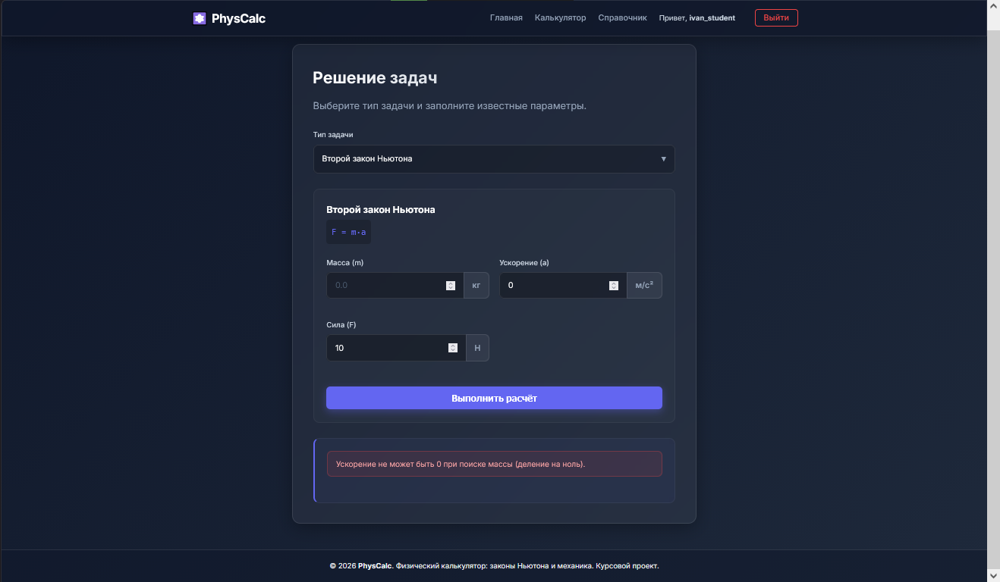 PhysCalc
Главная Калькулятор Справочник Привет, ivan_student Выйти
Решение задач
Выберите тип задачи и заполните известные параметры.
Тип задачи
Второй закон Ньютона
Второй закон Ньютона
F = m·a
Масса (m) Ускорение (a)
0.0 кг 0 м/с²
Сила (F)
10 Н
Выполнить расчёт
Ускорение не может быть 0 при поиске массы (деление на ноль).
© 2026 PhysCalc. Физический калькулятор: законы Ньютона и механика. Курсовой проект.